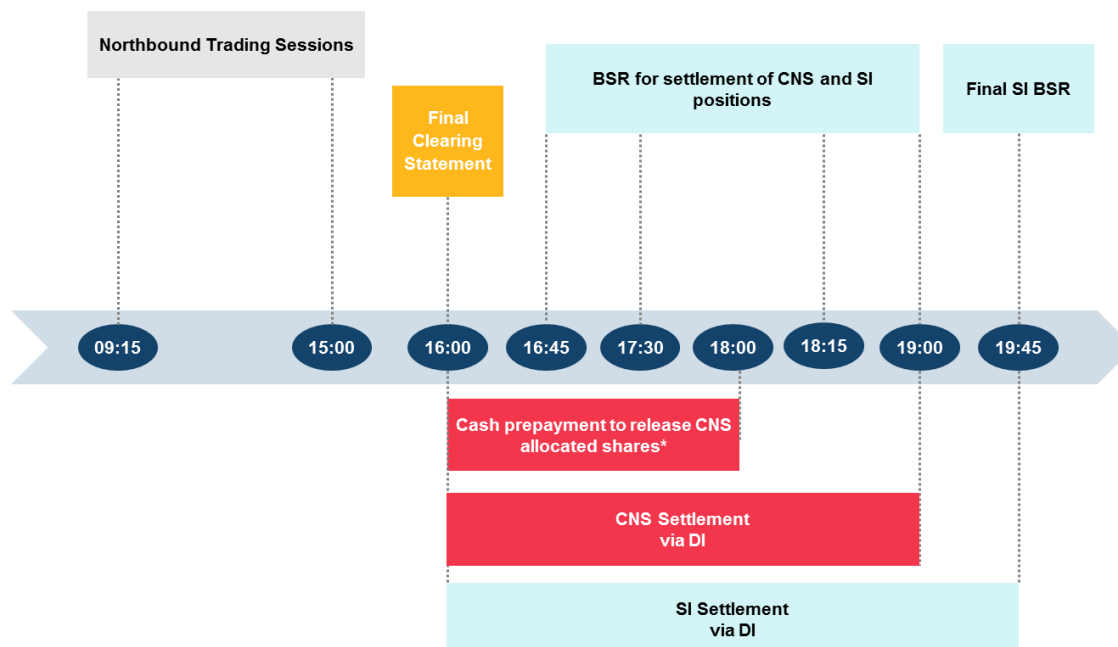 Northbound Trading Sessions
BSR for settlement of CNS and SI
positions
Final SI BSR
Final
Clearing
Statement
09:15
15:00
16:00
16:45
17:30
18:00
18:15
19:00
19:45
Cash prepayment to release CNS
allocated shares*
CNS Settlement
via DI
SI Settlement
via DI